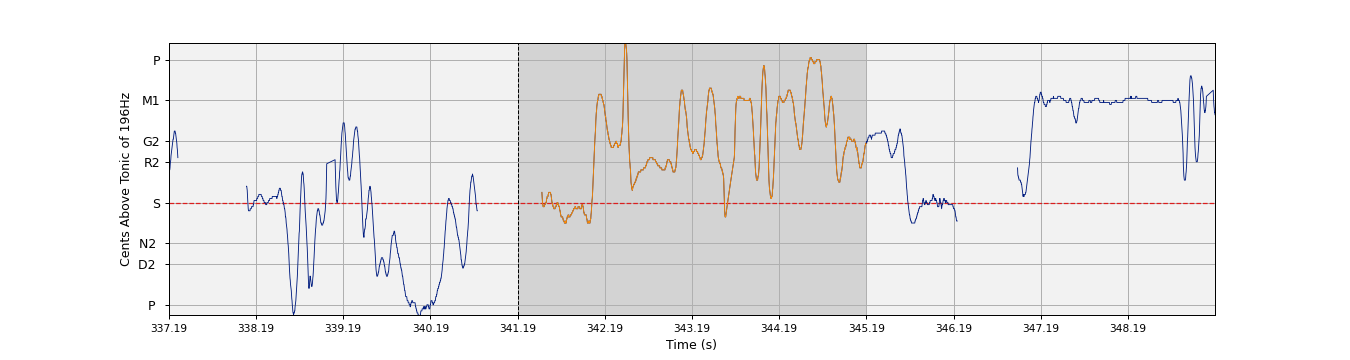 P
M1
G2
R2
S
N2
D2
P
Cents Above Tonic of 196Hz
337.19 338.19 339.19 340.19 341.19 342.19 343.19 344.19 345.19 346.19 347.19 348.19
Time (s)